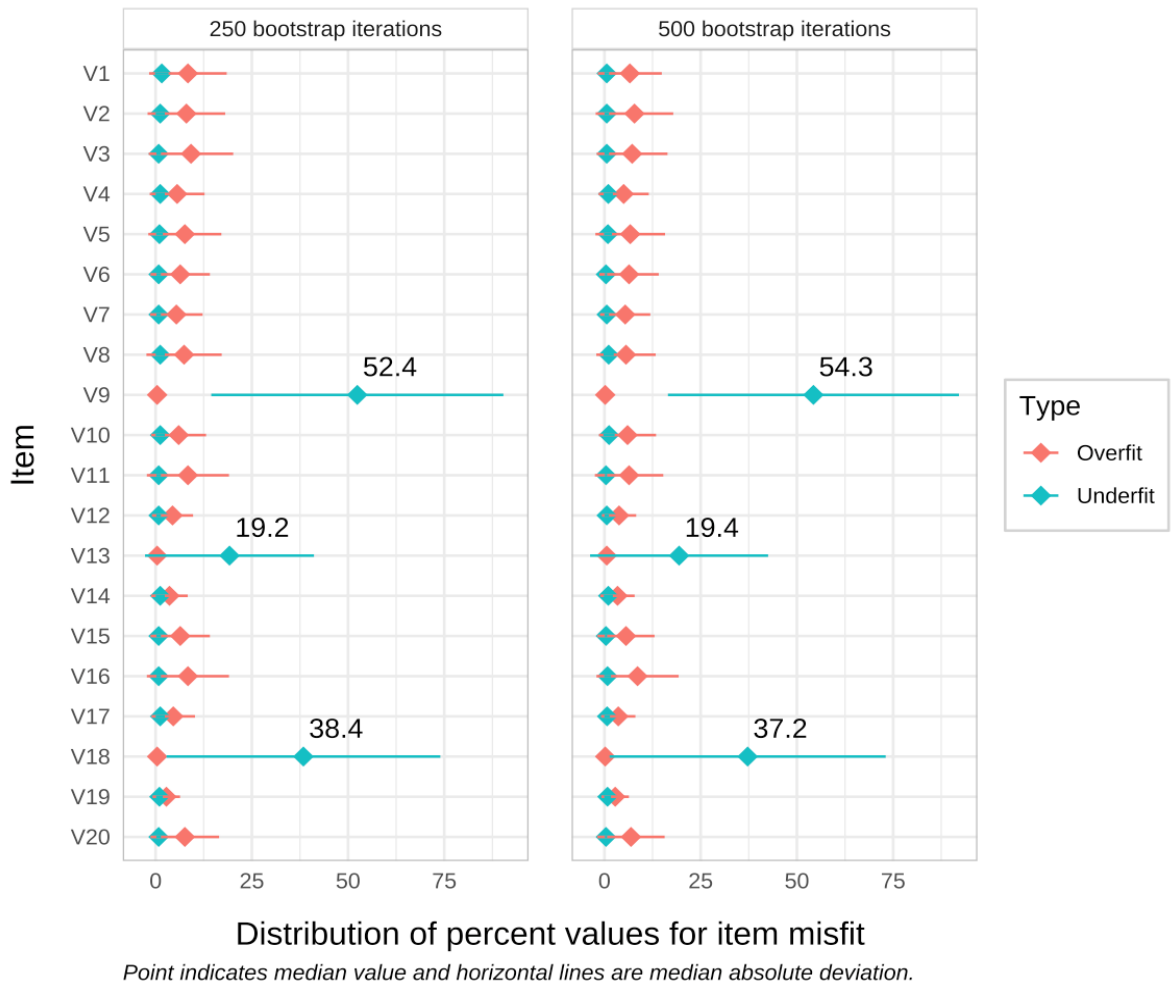 250 bootstrap iterations
500 bootstrap iterations
Item
V1
V2
V3
V4
V5
V6
V7
V8
V9
V10
V11
V12
V13
V14
V15
V16
V17
V18
V19
V20
52.4
19.2
38.4
54.3
19.4
37.2
0 25 50 75
0 25 50 75
Type
Overfit
Underfit
Distribution of percent values for item misfit
Point indicates median value and horizontal lines are median absolute deviation.